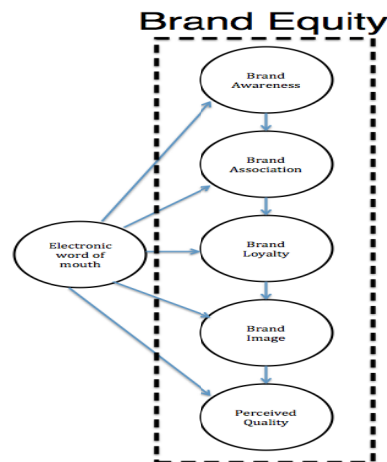 Brand Equity
Brand
Awareness
Brand
Association
Electronic
word of
mouth
Brand
Loyalty
Brand
Image
Perceived
Quality